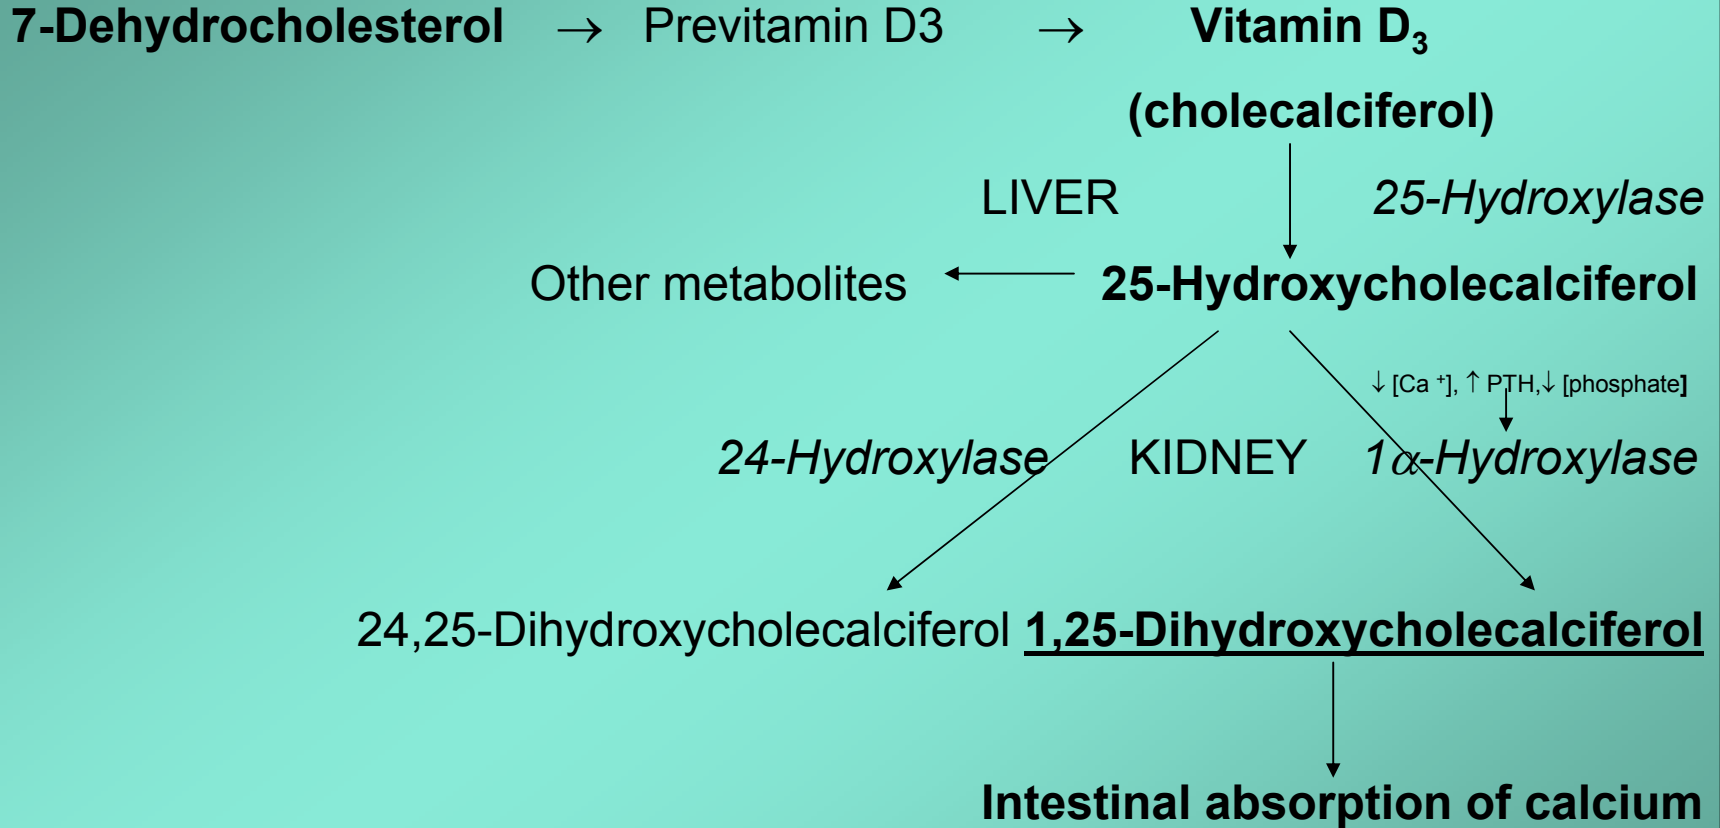 7-Dehydrocholesterol → Previtamin D3 → Vitamin D₃
(cholecalciferol)
LIVER 25-Hydroxylase
Other metabolites ← 25-Hydroxycholecalciferol
↓ [Ca ⁺], ↑ PTH,↓ [phosphate]
24-Hydroxylase KIDNEY 1α-Hydroxylase
24,25-Dihydroxycholecalciferol 1,25-Dihydroxycholecalciferol
Intestinal absorption of calcium